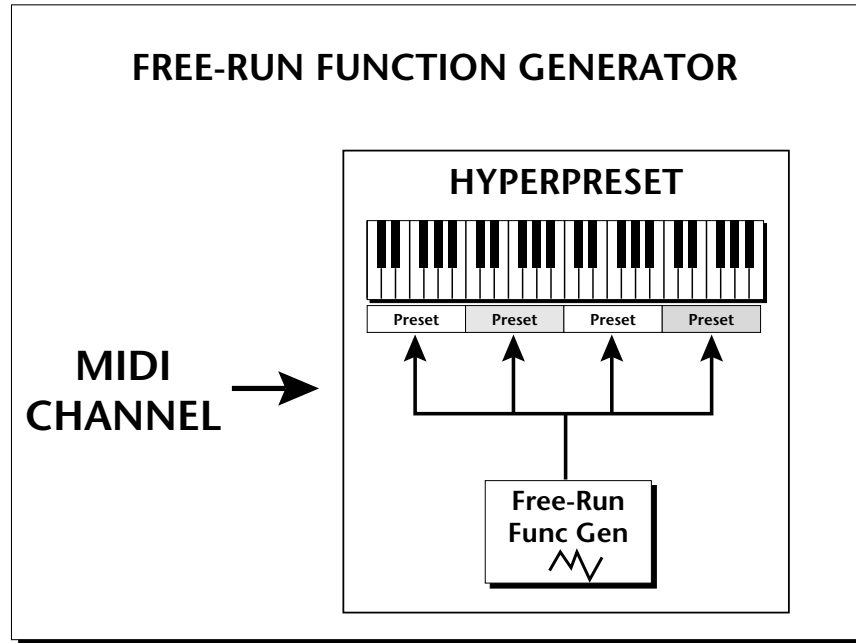 FREE-RUN FUNCTION GENERATOR
HYPERPRESET
Preset Preset Preset Preset
MIDI
CHANNEL
Free-Run
Func Gen